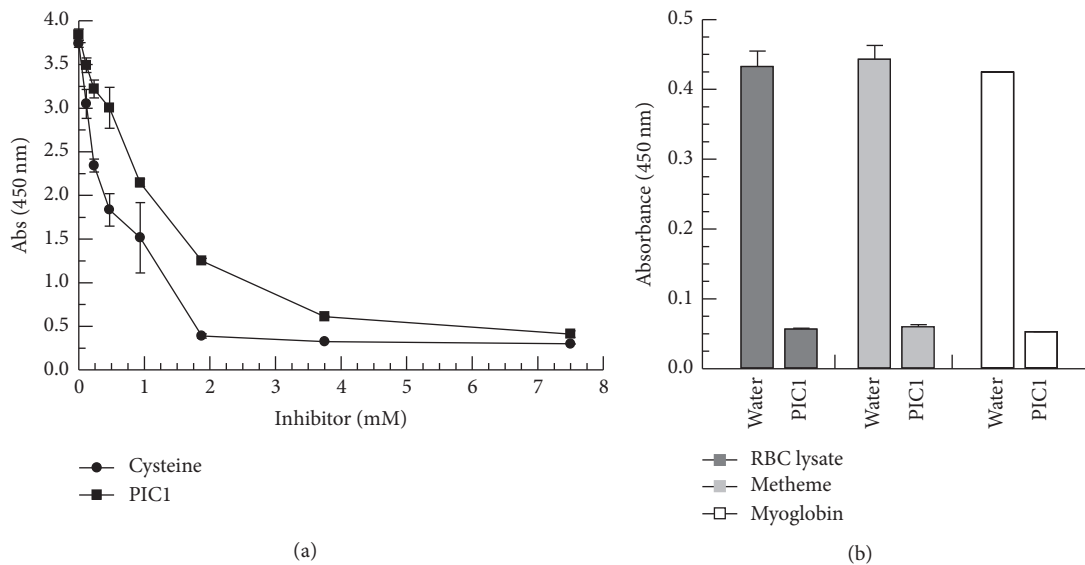 4.0
3.5
3.0
2.5
2.0
1.5
1.0
0.5
0
Abs (450 nm)
0 1 2 3 4 5 6 7 8
Inhibitor (mM)
Cysteine
PIC1
(a)
0.5
0.4
0.3
0.2
0.1
0.0
Absorbance (450 nm)
Water PIC1 Water PIC1 Water PIC1
RBC lysate
Metheme
Myoglobin
(b)